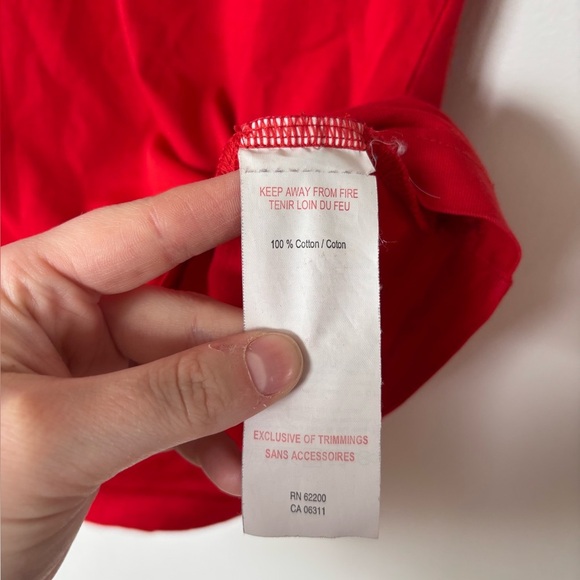 KEEP AWAY FROM FIRE
TENIR LOIN DU FEU
100 % Cotton / Coton
EXCLUSIVE OF TRIMMINGS
SANS ACCESSOIRES
RN 62200
CA 06311